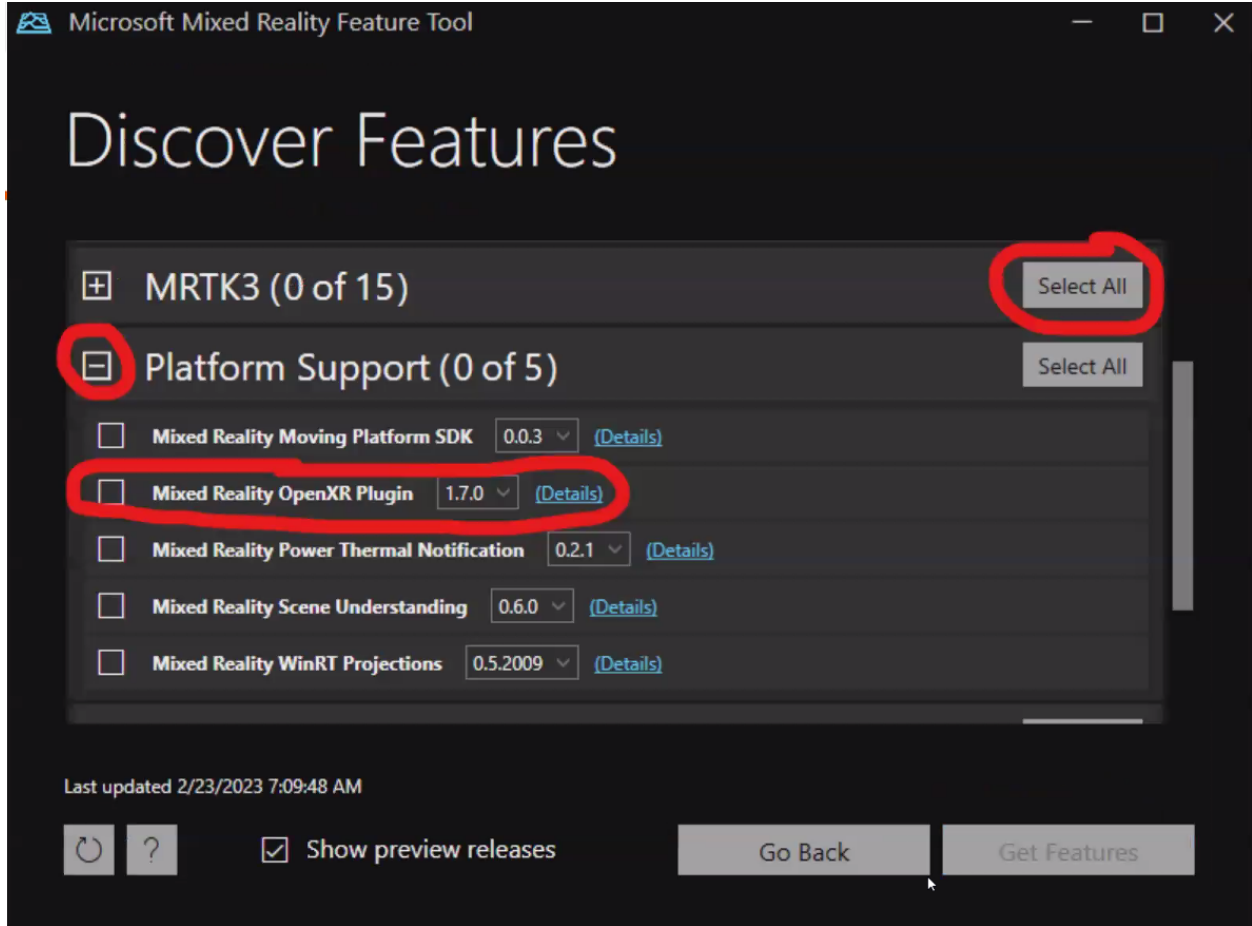 Microsoft Mixed Reality Feature Tool
Discover Features
MRTK3 (0 of 15) Select All
Platform Support (0 of 5) Select All
Mixed Reality Moving Platform SDK 0.0.3 (Details)
Mixed Reality OpenXR Plugin 1.7.0 (Details)
Mixed Reality Power Thermal Notification 0.2.1 (Details)
Mixed Reality Scene Understanding 0.6.0 (Details)
Mixed Reality WinRT Projections 0.5.2009 (Details)
Last updated 2/23/2023 7:09:48 AM
? Show preview releases Go Back Get Features